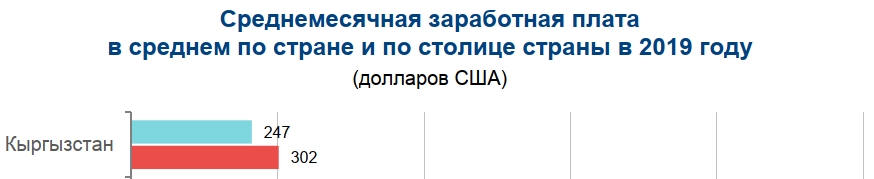 Среднемесячная заработная плата
в среднем по стране и по столице страны в 2019 году
(долларов США)
247
Кыргызстан
302